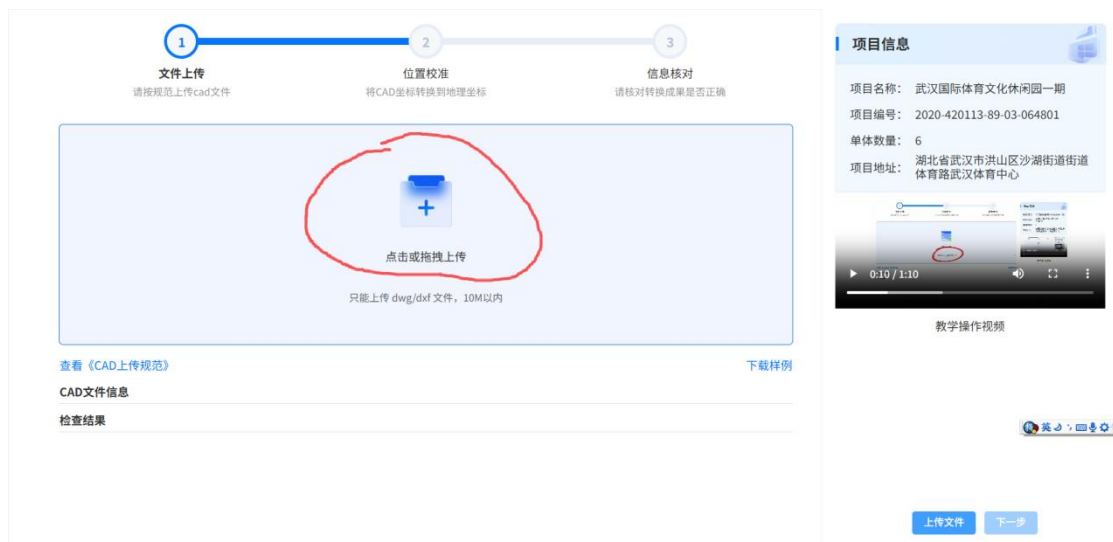 1
2
3
文件上传
位置校准
信息核对
请按规范上传cad文件
将CAD坐标转换到地理坐标
请核对转换成果是否正确
点击或拖拽上传
只能上传 dwg/dxf 文件，10M以内
查看《CAD上传规范》
下载样例
CAD文件信息
检查结果
项目信息
项目名称： 武汉国际体育文化休闲园一期
项目编号： 2020-420113-89-03-064801
单体数量： 6
项目地址： 湖北省武汉市洪山区沙湖街道街道
体育路武汉体育中心
0:10 / 1:10
教学操作视频
英
上传文件
下一步